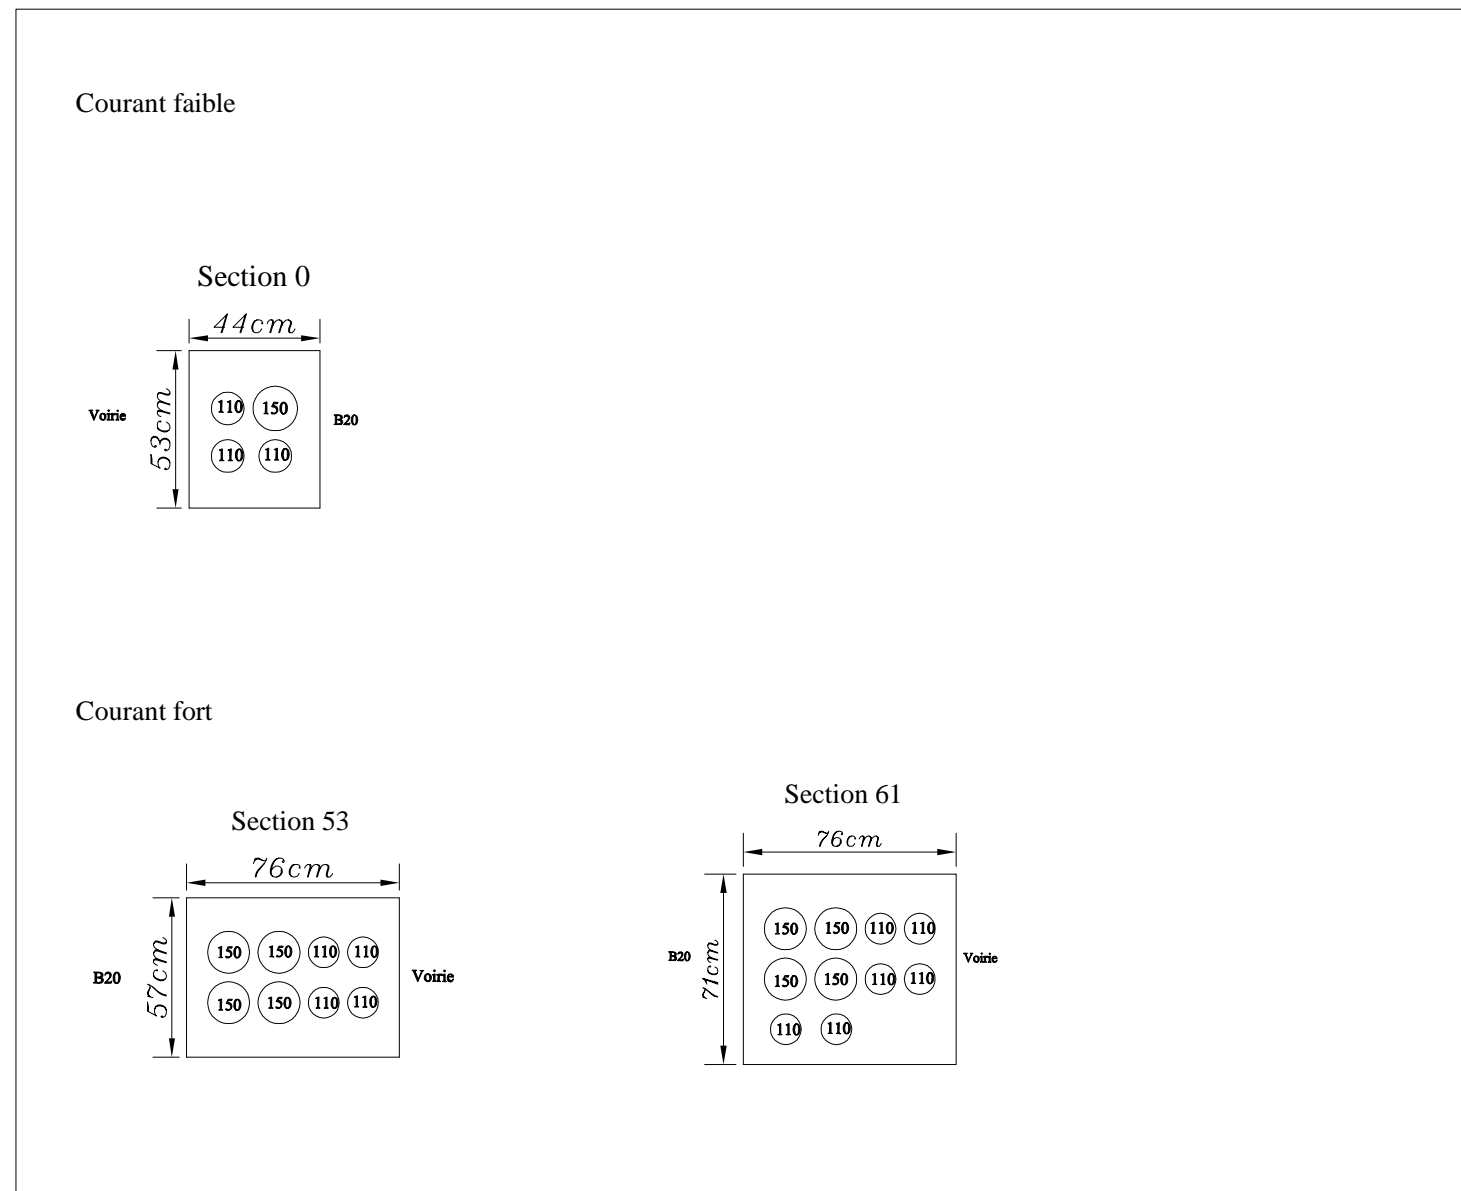 Courant faible
Section 0
44cm
53cm
Voirie
110 150
B20
110 110
Courant fort
Section 53
76cm
57cm
B20
150 150 110 110
150 150 110 110
Voirie
Section 61
76cm
71cm
B20
150 150 110 110
150 150 110 110
110 110
Voirie